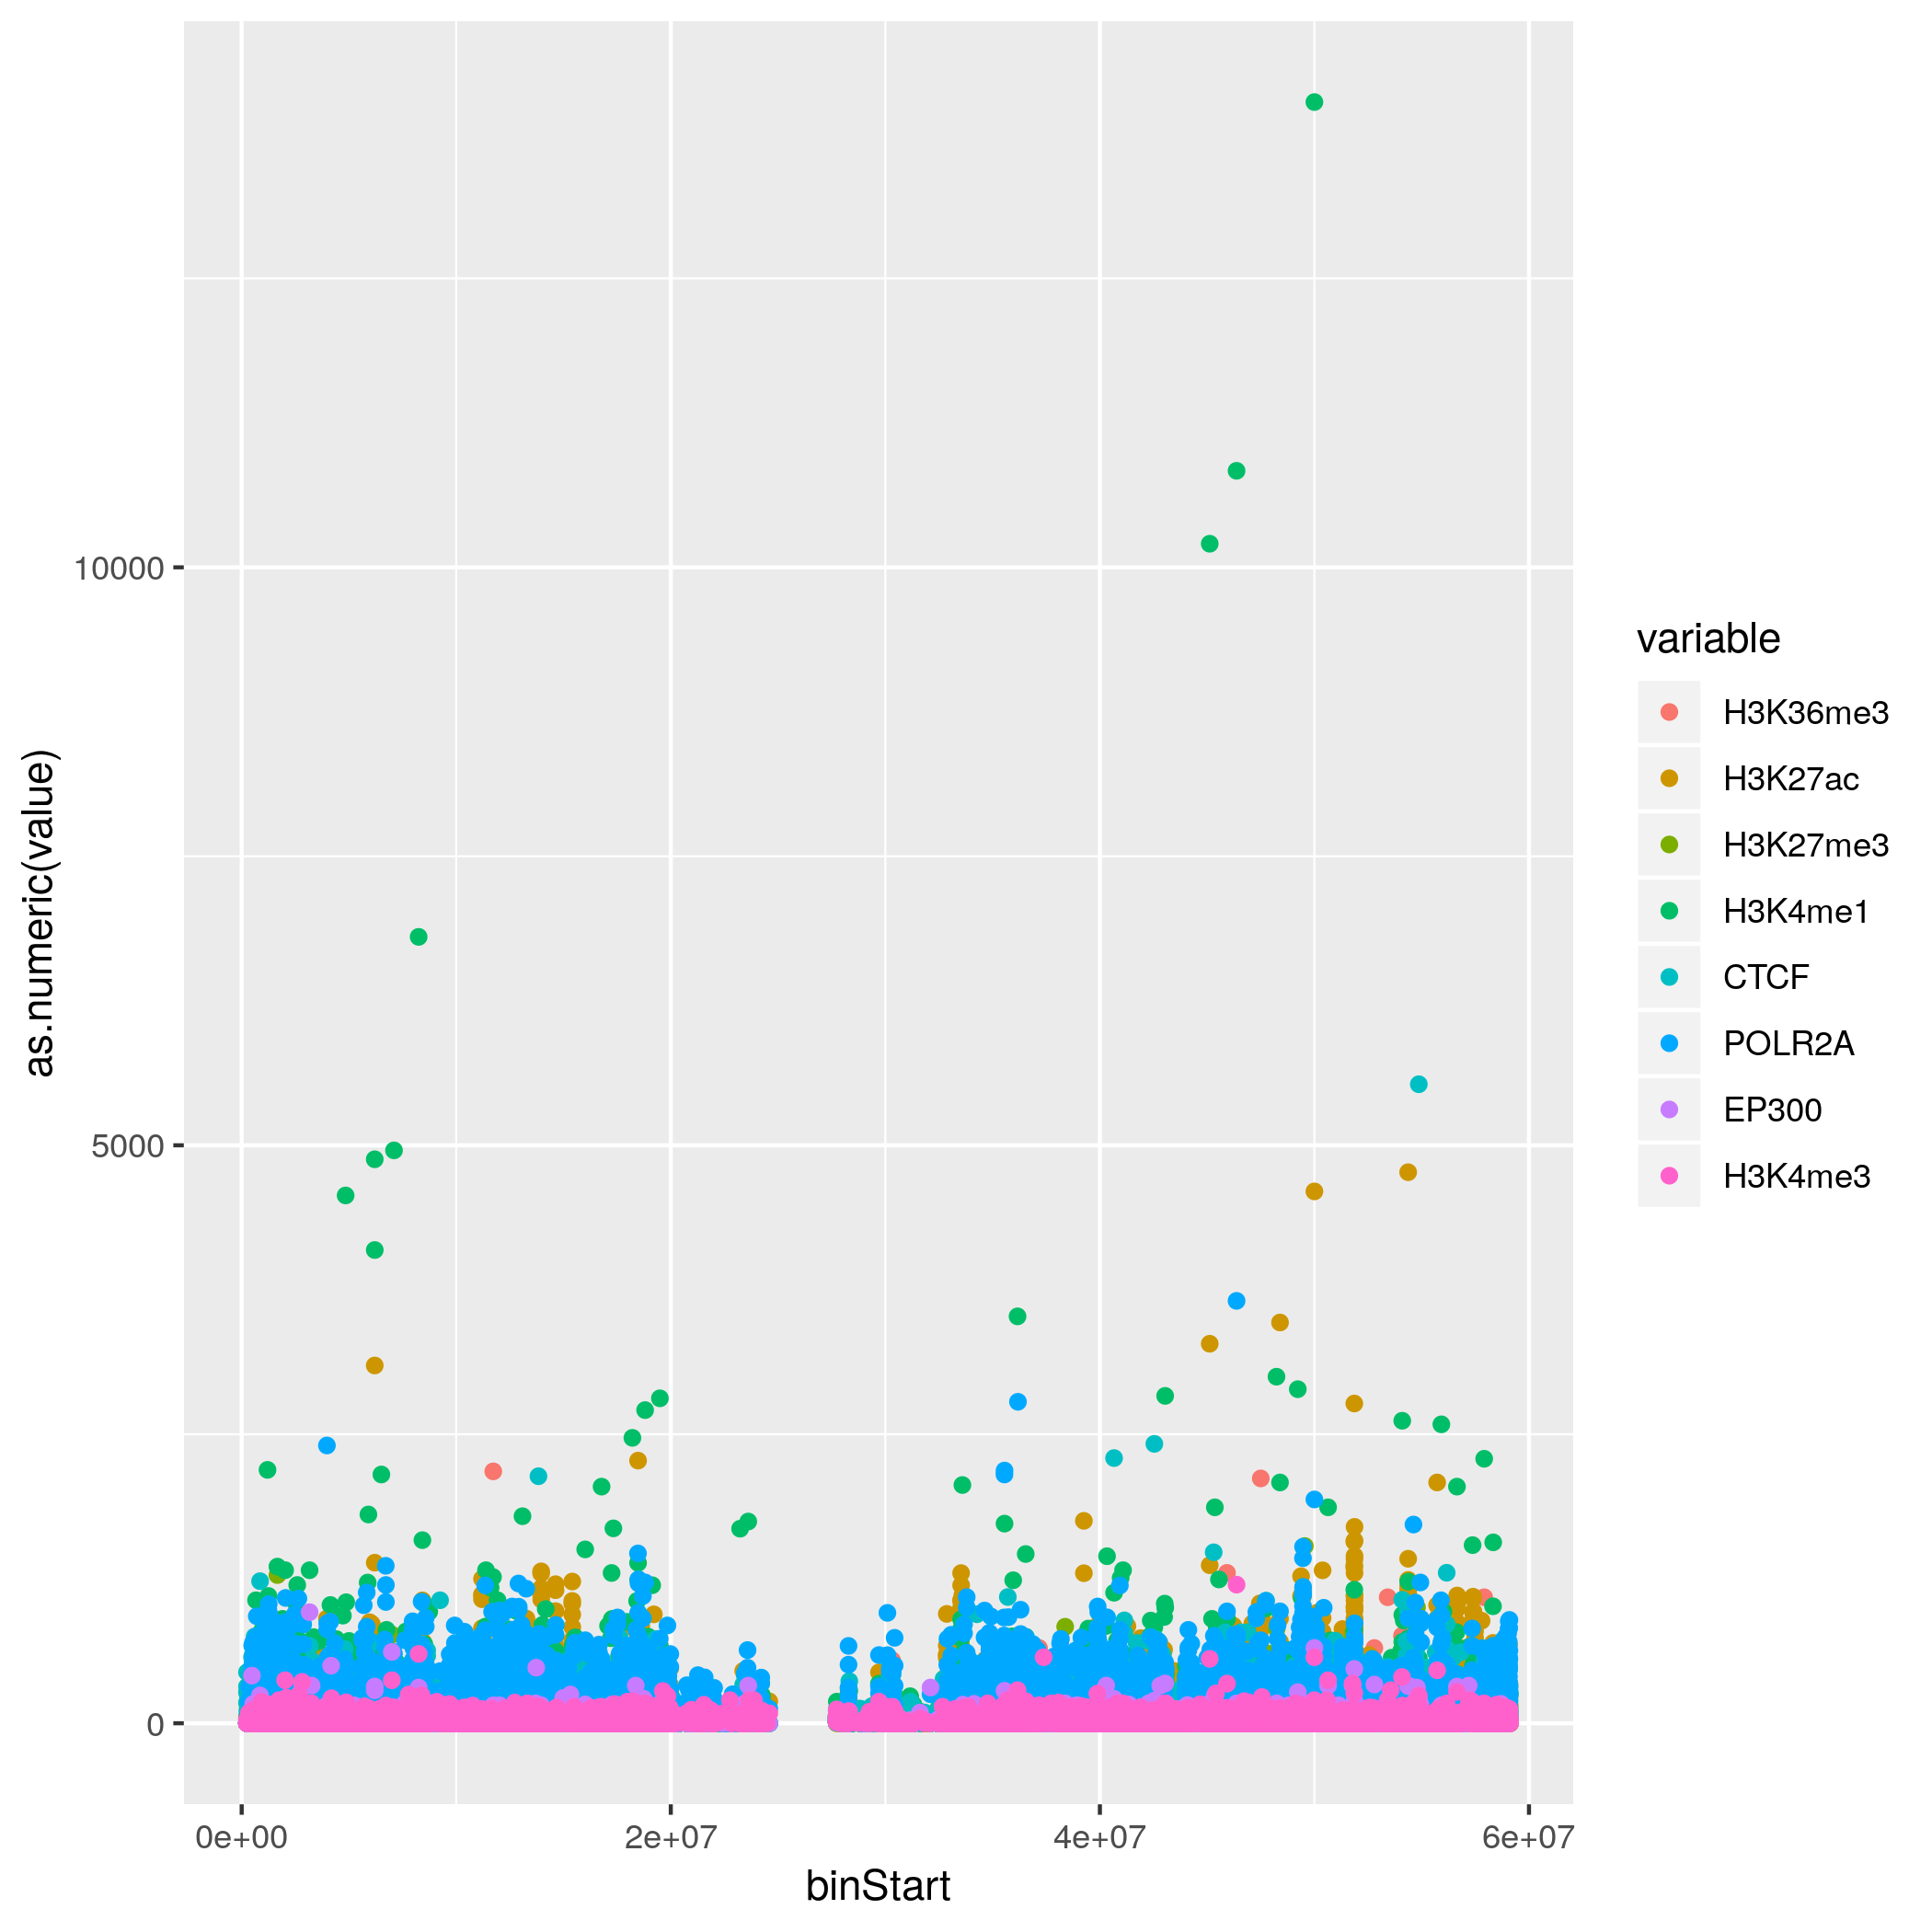 as.numeric(value)
10000
5000
0
0e+00
2e+07
4e+07
6e+07
binStart
variable
H3K36me3
H3K27ac
H3K27me3
H3K4me1
CTCF
POLR2A
EP300
H3K4me3